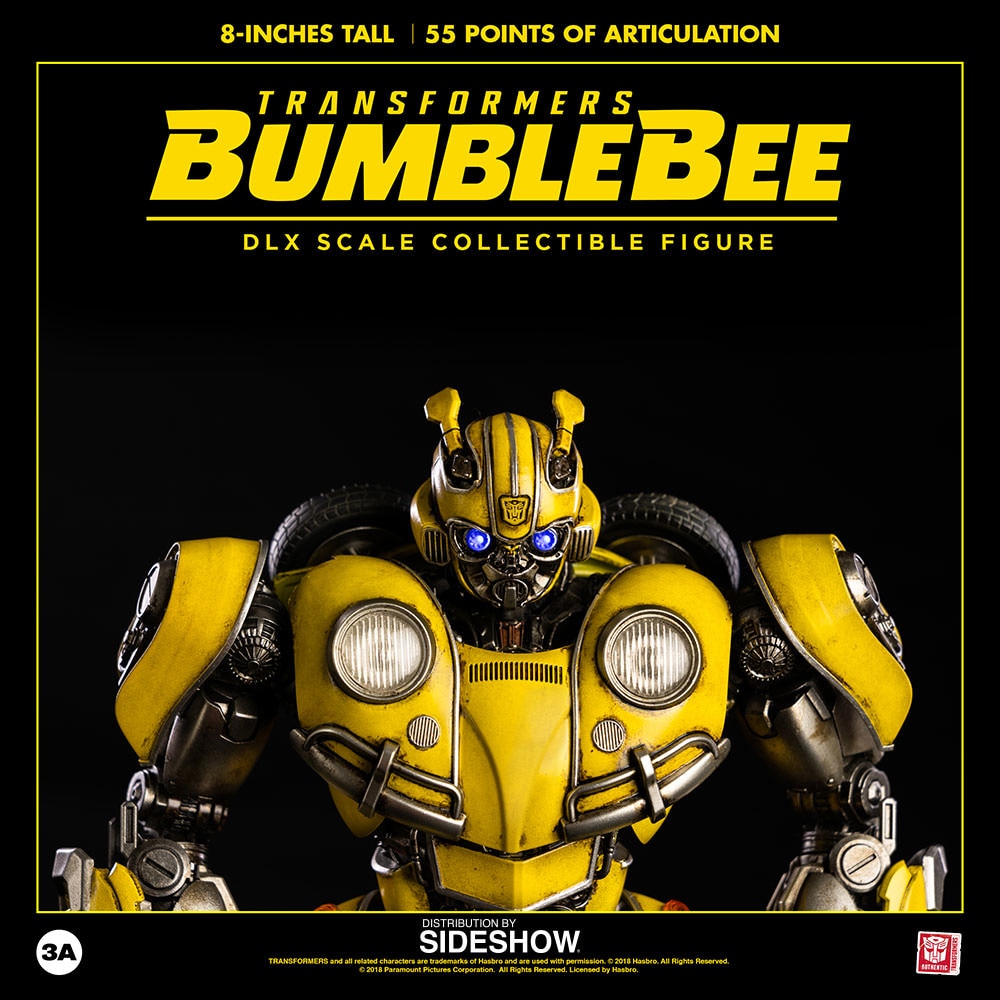 8-INCHES TALL | 55 POINTS OF ARTICULATION
TRANSFORMERS
BUMBLEBEE
DLX SCALE COLLECTIBLE FIGURE
DISTRIBUTION BY
SIDESHOW.
TRANSFORMERS and all related characters are trademarks of Hasbro and are used with permission. © 2018 Hasbro. All Rights Reserved.
© 2018 Paramount Pictures Corporation. All Rights Reserved. Licensed by Hasbro.
3A
AUTHENTIC
TRANSFORMERS